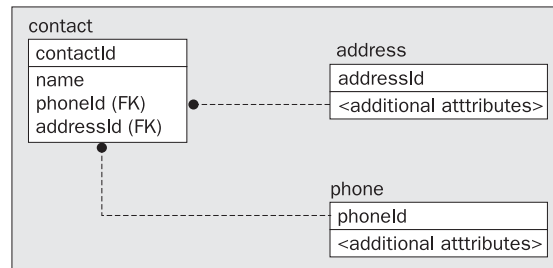 contact
contactId
name
phoneId (FK)
addressId (FK)
address
addressId
<additional atttributes>
phone
phoneId
<additional atttributes>